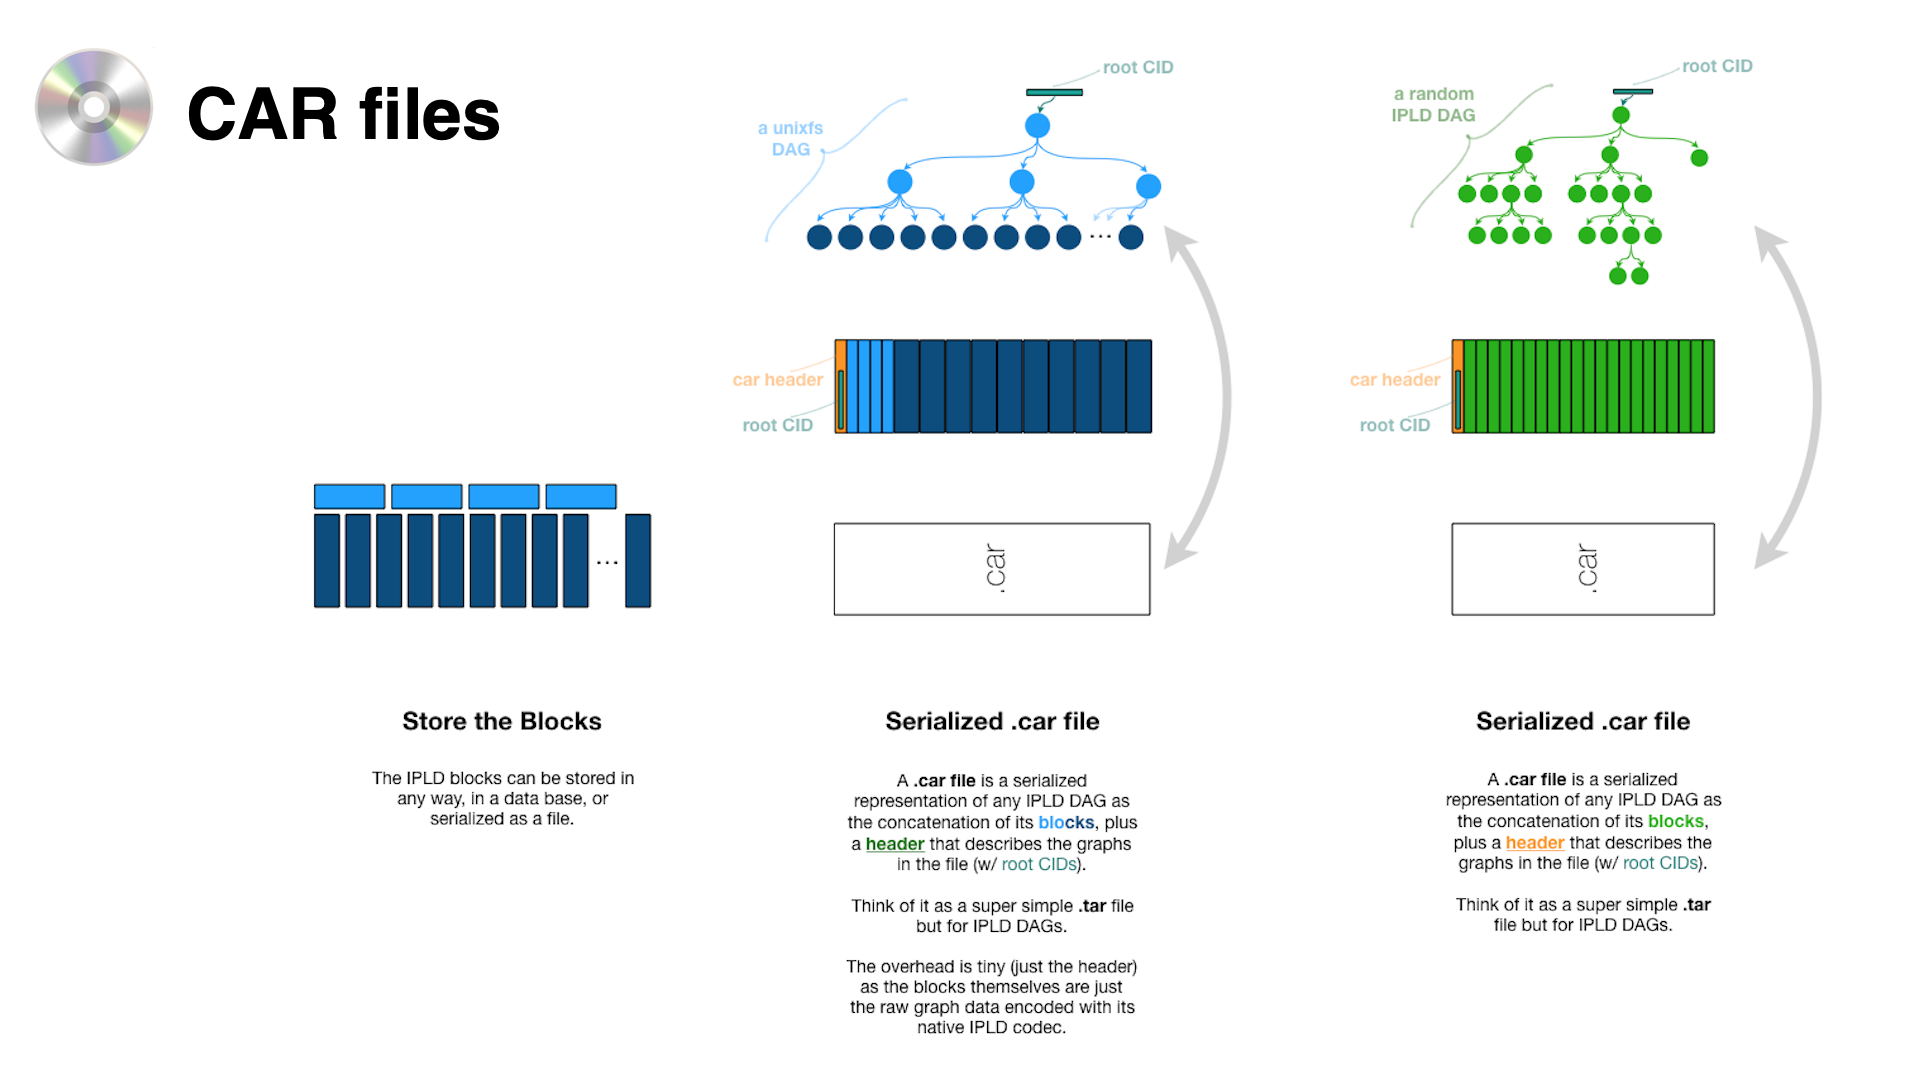 CAR files
root CID
a unixfs
DAG
...
car header
root CID
.car
root CID
a random
IPLD DAG
car header
root CID
.car
...
Store the Blocks
The IPLD blocks can be stored in
any way, in a data base, or
serialized as a file.
Serialized .car file
A .car file is a serialized
representation of any IPLD DAG as
the concatenation of its blocks, plus
a header that describes the graphs
in the file (w/ root CIDs).
Think of it as a super simple .tar file
but for IPLD DAGs.
The overhead is tiny (just the header)
as the blocks themselves are just
the raw graph data encoded with its
native IPLD codec.
Serialized .car file
A .car file is a serialized
representation of any IPLD DAG as
the concatenation of its blocks,
plus a header that describes the
graphs in the file (w/ root CIDs).
Think of it as a super simple .tar
file but for IPLD DAGs.